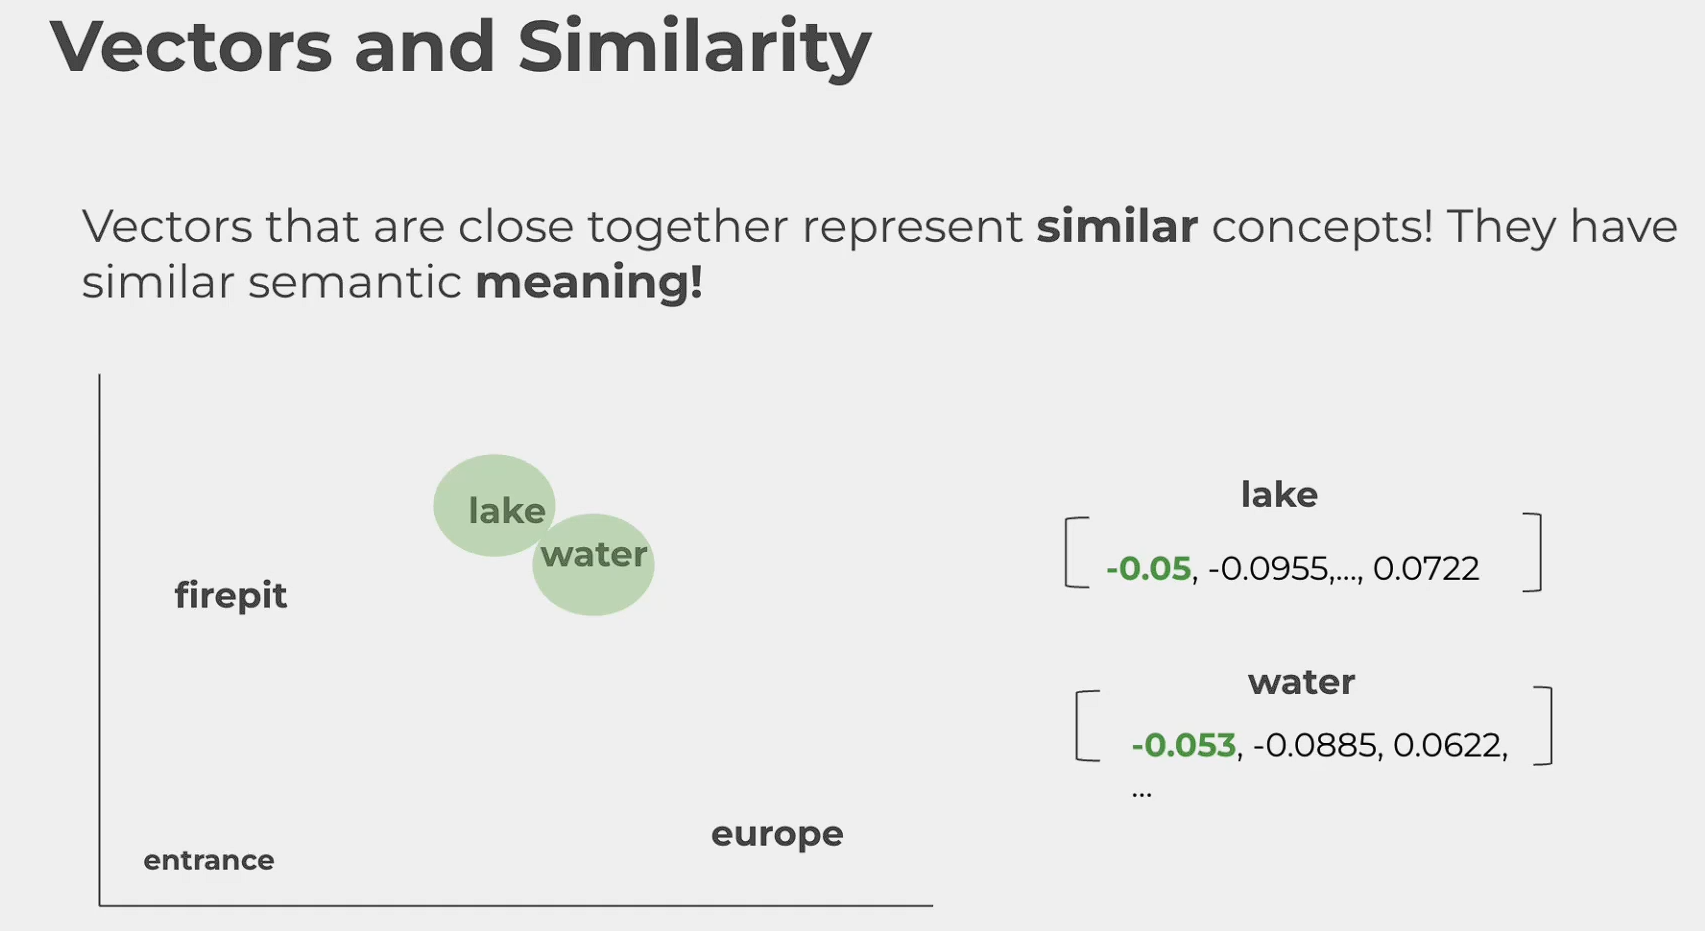 Vectors and Similarity
Vectors that are close together represent similar concepts! They have
similar semantic meaning!
lake
water
firepit
europe
entrance
lake
-0.05, -0.0955,..., 0.0722
water
-0.053, -0.0885, 0.0622,
...